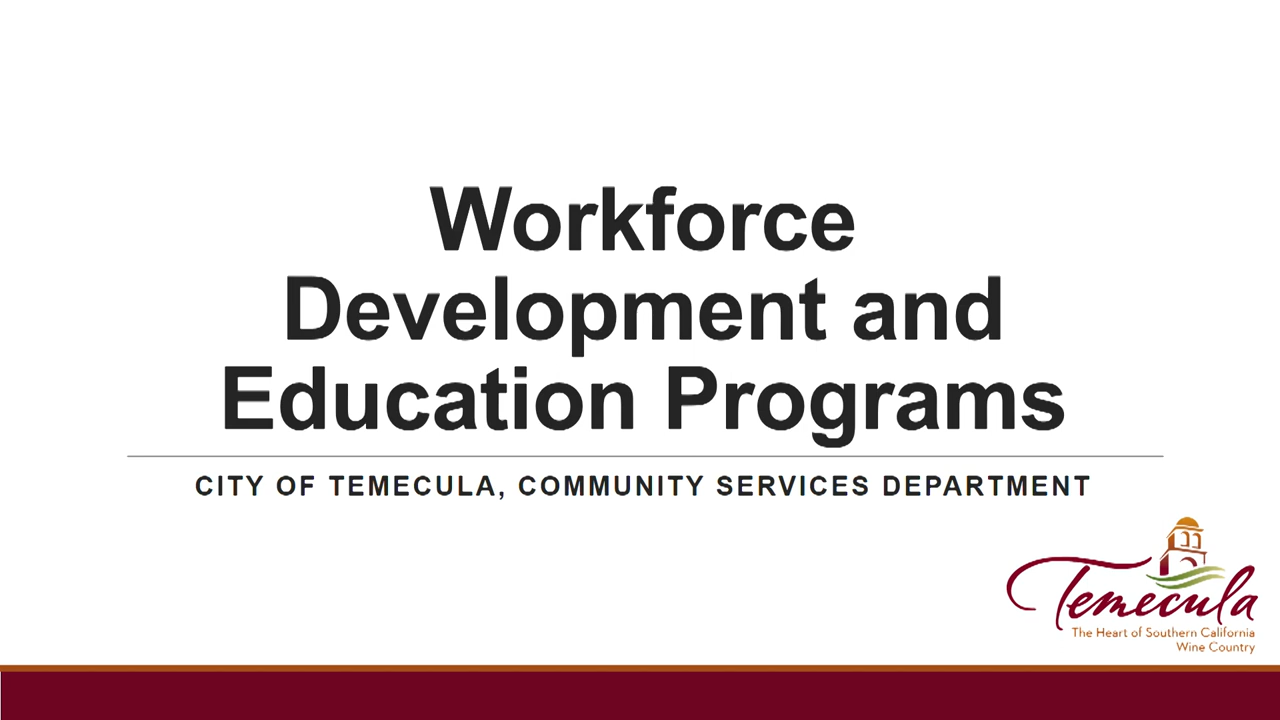 Workforce
Development and
Education Programs
CITY OF TEMECULA, COMMUNITY SERVICES DEPARTMENT
Temecula
The Heart of Southern California
Wine Country